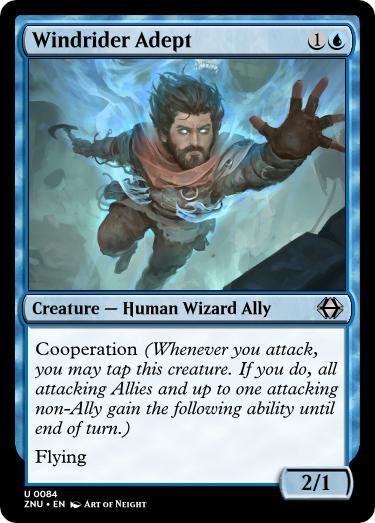 Windrider Adept 1
Creature — Human Wizard Ally
Cooperation (Whenever you attack,
you may tap this creature. If you do, all
attacking Allies and up to one attacking
non-Ally gain the following ability until
end of turn.)
Flying
2/1
U 0084
ZNU • EN Art of Neight